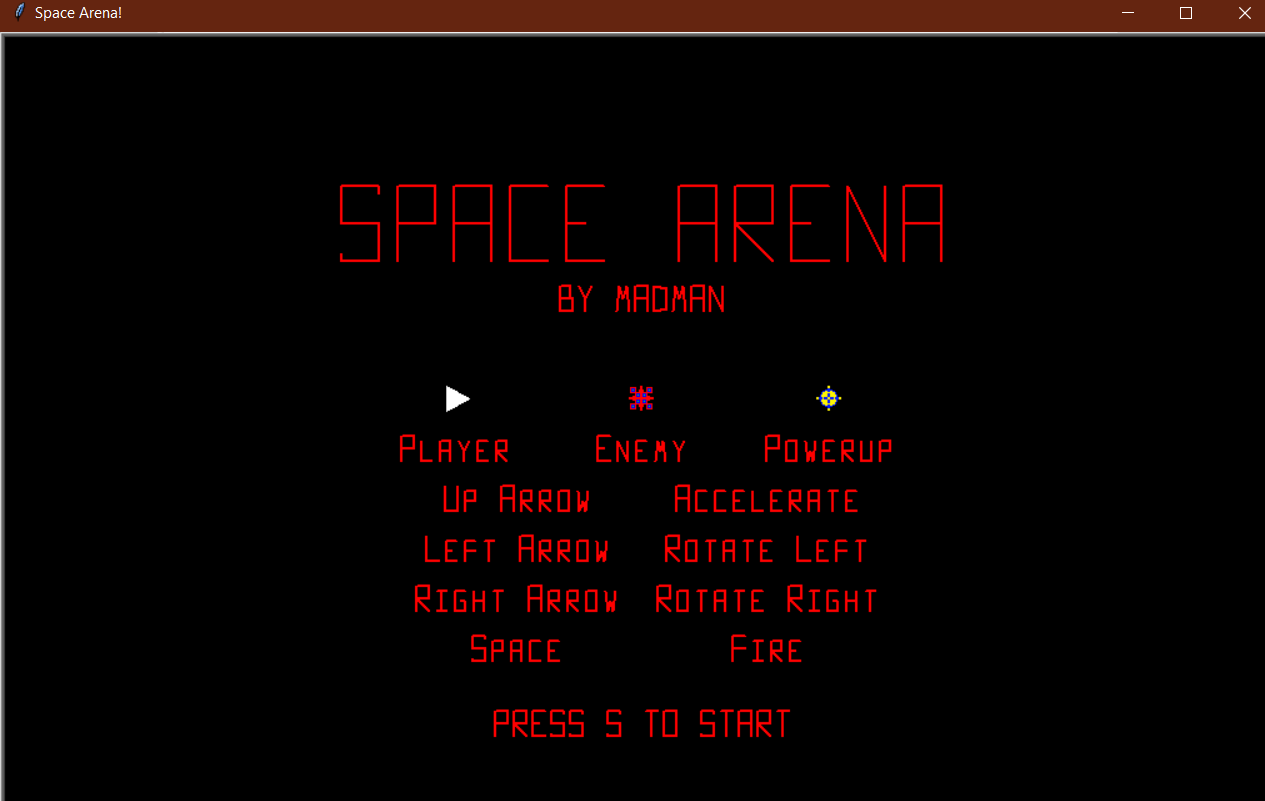 Space Arena!
SPACE ARENA
BY MADMAN
PLAYER ENEMY POWERUP
UP ARROW ACCELERATE
LEFT ARROW ROTATE LEFT
RIGHT ARROW ROTATE RIGHT
SPACE FIRE
PRESS S TO START